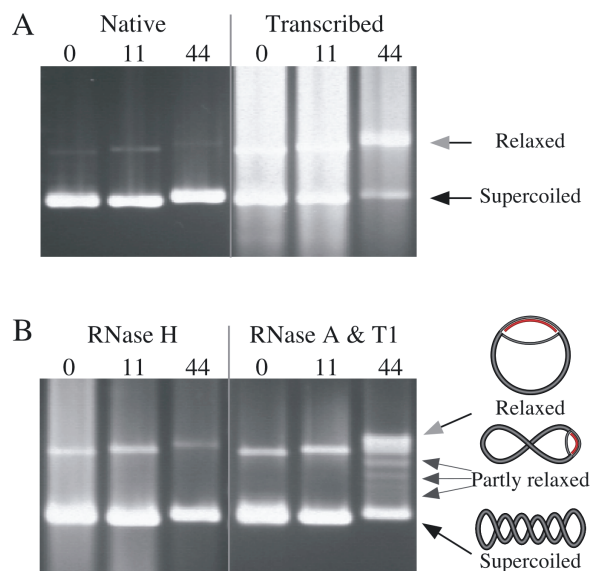 A
Native Transcribed
0 11 44 0 11 44
Relaxed
Supercoiled
B
RNase H RNase A & T1
0 11 44 0 11 44
Relaxed
Partly relaxed
Supercoiled